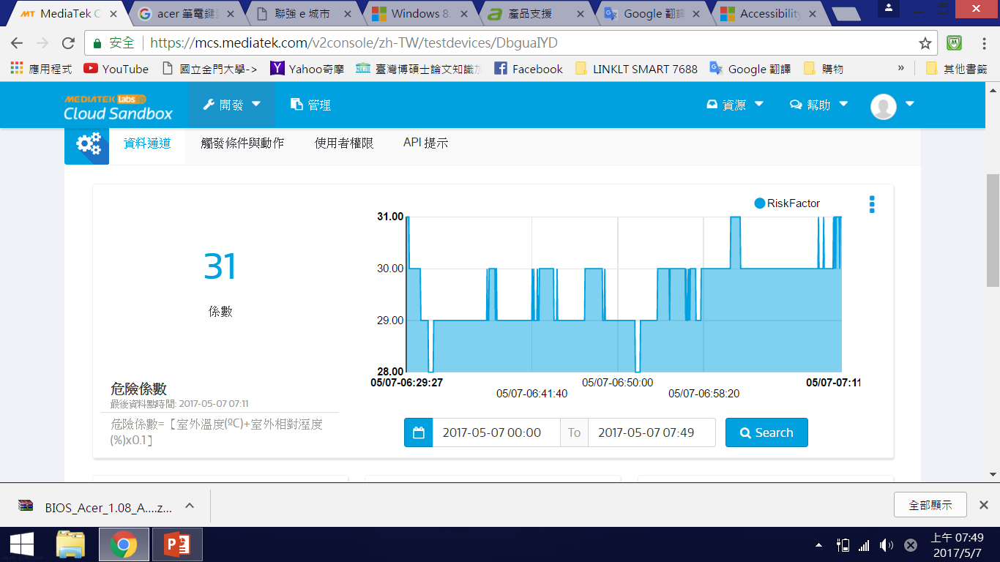 MediaTek C
acer 筆電鍵
聯強 e 城市
Windows 8.
產品支援
Google 翻譯
Accessibility
安全
https://mcs.mediatek.com/v2console/zh-TW/testdevices/DbguaIYD
應用程式
YouTube
國立金門大學->
Yahoo奇摩
臺灣博碩士論文知識加
Facebook
LINKLT SMART 7688
Google 翻譯
購物
»
其他書籤
MEDIATEK labs
Cloud Sandbox
開發
管理
資源
幫助
資料通道
觸發條件與動作
使用者權限
API 提示
RiskFactor
31.00
30.00
29.00
28.00
05/07-06:29:27
05/07-06:41:40
05/07-06:50:00
05/07-06:58:20
05/07-07:11
31
係數
危險係數
最後資料點時間: 2017-05-07 07:11
危險係數=【室外溫度(ºC)+室外相對溼度
(%)x0.1】
2017-05-07 00:00
To
2017-05-07 07:49
Search
BIOS_Acer_1.08_A....z...
全部顯示
上午 07:49
2017/5/7